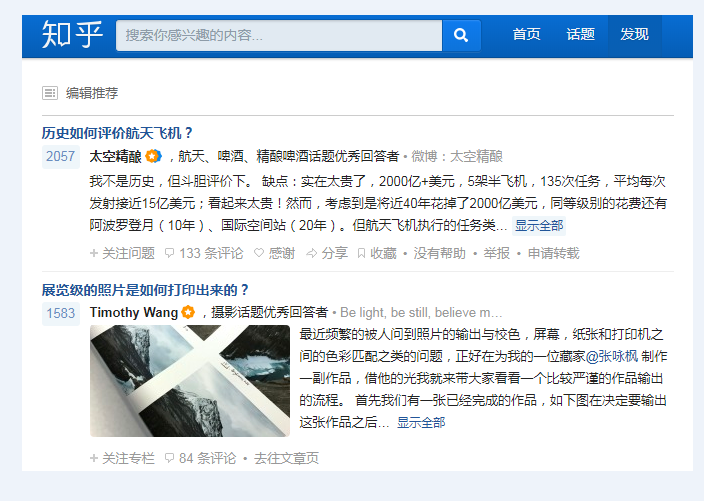 知乎 搜索你感兴趣的内容... 首页 话题 发现
编辑推荐
历史如何评价航天飞机？
2057 太空精酿 ，航天、啤酒、精酿啤酒话题优秀回答者 • 微博：太空精酿
我不是历史，但斗胆评价下。 缺点：实在太贵了，2000亿+美元，5架半飞机，135次任务，平均每次
发射接近15亿美元；看起来太贵！然而，考虑到是将近40年花掉了2000亿美元，同等级别的花费还有
阿波罗登月（10年）、国际空间站（20年）。但航天飞机执行的任务类... 显示全部
关注问题 133 条评论 感谢 分享 收藏 • 没有帮助 • 举报 • 申请转载
展览级的照片是如何打印出来的？
1583 Timothy Wang ，摄影话题优秀回答者 • Be light, be still, believe m...
最近频繁的被人问到照片的输出与校色，屏幕，纸张和打印机之
间的色彩匹配之类的问题，正好在为我的一位藏家@张咏枫 制作
一副作品，借他的光我就来带大家看看一个比较严谨的作品输出
的流程。 首先我们有一张已经完成的作品，如下图在决定要输出
这张作品之后... 显示全部
关注专栏 84 条评论 • 去往文章页